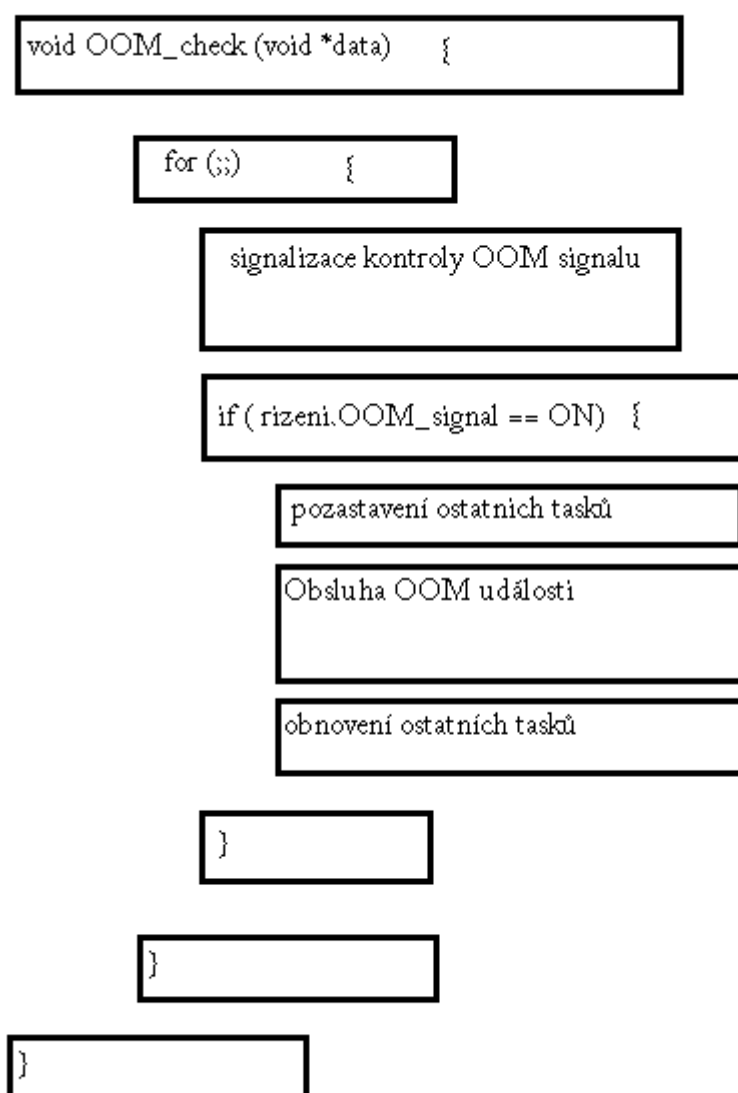 void OOM_check (void *data) {
for (;;) {
signalizace kontroly OOM signalu
if ( rizeni.OOM_signal == ON) {
pozastavení ostatnich tasků
Obsluha OOM události
obnovení ostatních tasků
}
}
}